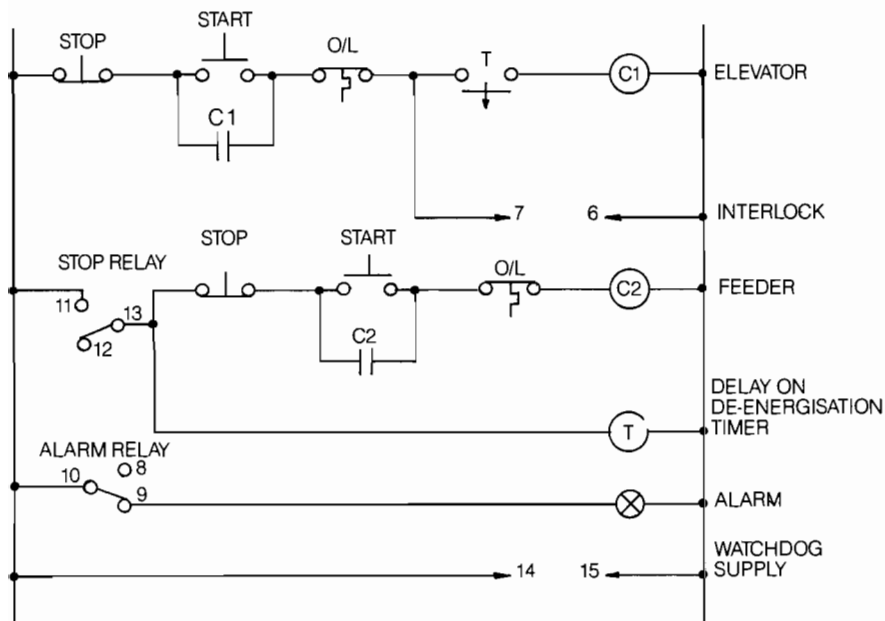 START
STOP
O/L
T
C1
ELEVATOR
C1
7
6
INTERLOCK
STOP
START
STOP RELAY
O/L
11
13
C2
FEEDER
12
C2
DELAY ON
DE-ENERGISATION
TIMER
T
ALARM RELAY
8
10
9
ALARM
WATCHDOG
SUPPLY
14
15